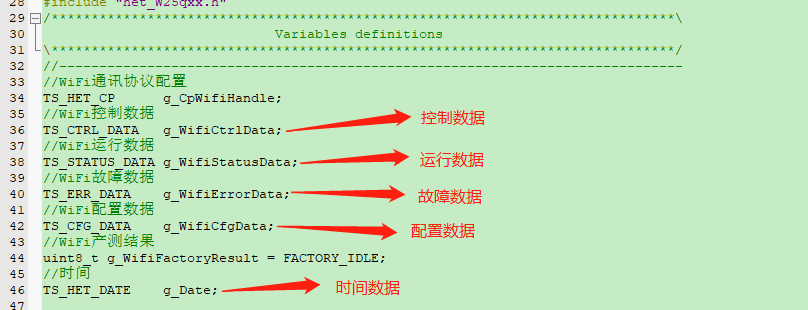 28 #include "het_W25qxx.h"
29 /*****************************************************************************\
30 Variables definitions
31 \*****************************************************************************/
32 //-----------------------------------------------------------------------------
33 //WiFi通讯协议配置
34 TS_HET_CP g_CpWifiHandle;
35 //WiFi控制数据
36 TS_CTRL_DATA g_WifiCtrlData; 控制数据
37 //WiFi运行数据
38 TS_STATUS_DATA g_WifiStatusData; 运行数据
39 //WiFi故障数据
40 TS_ERR_DATA g_WifiErrorData; 故障数据
41 //WiFi配置数据
42 TS_CFG_DATA g_WifiCfgData; 配置数据
43 //WiFi产测结果
44 uint8_t g_WifiFactoryResult = FACTORY_IDLE;
45 //时间
46 TS_HET_DATE g_Date; 时间数据
47